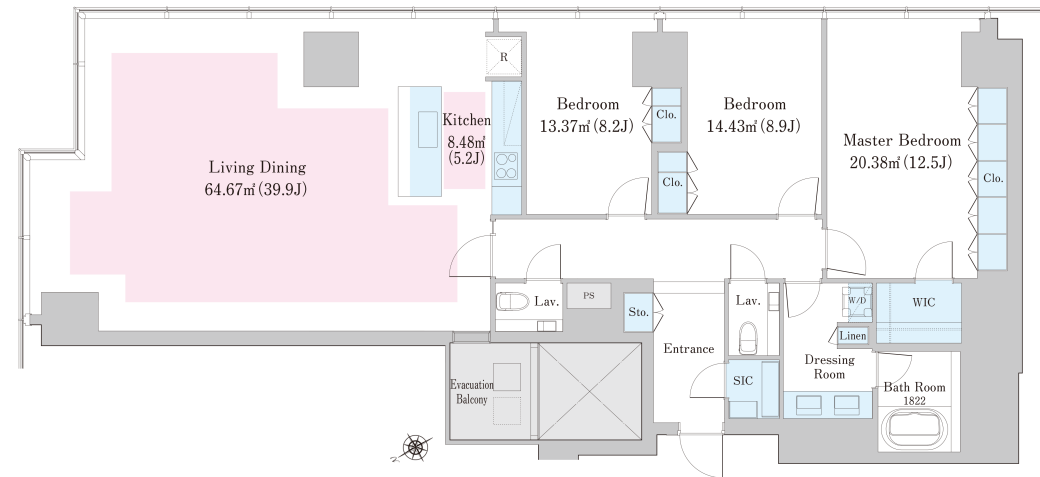 R
Kitchen
8.48㎡
(5.2J)
Bedroom
13.37㎡(8.2J)
Clo.
Clo.
Bedroom
14.43㎡(8.9J)
Master Bedroom
20.38㎡(12.5J)
Clo.
Living Dining
64.67㎡(39.9J)
Lav.
PS
Sto.
Lav.
W/D
WIC
Linen
Entrance
Dressing
Room
SIC
Bath Room
1822
Evacuation
Balcony
N